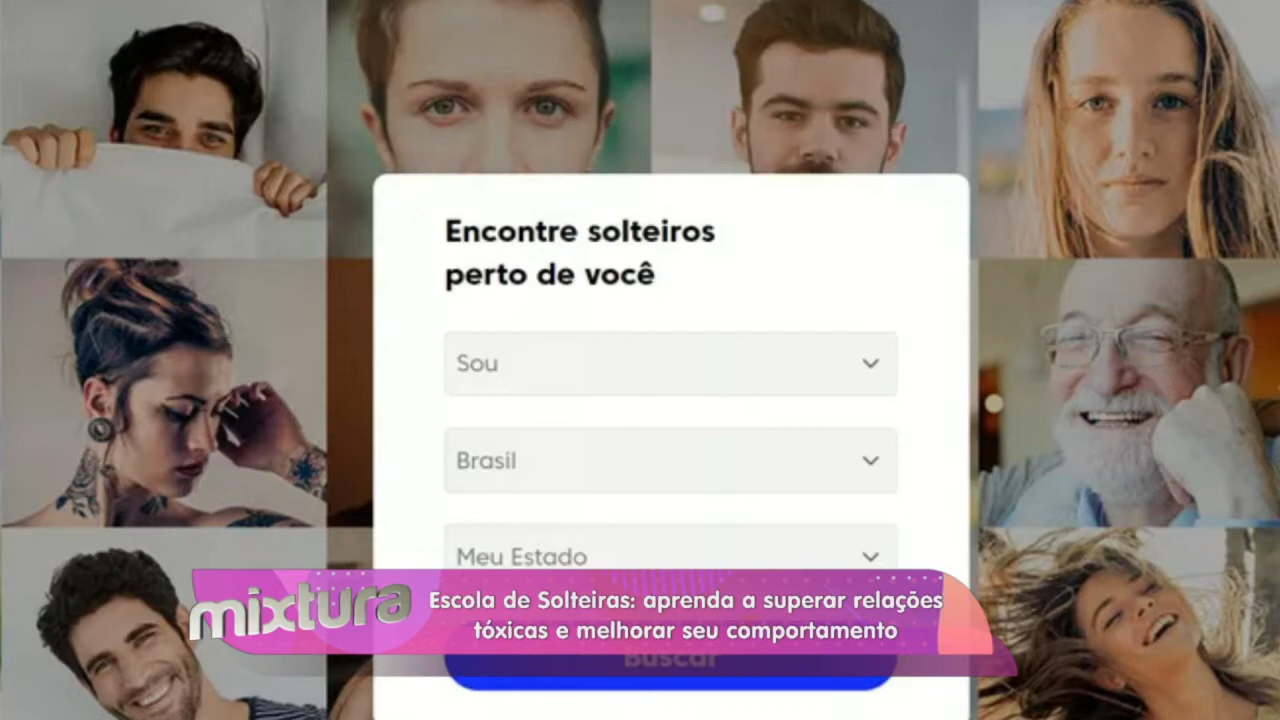 Encontre solteiros
perto de você
Sou
Brasil
Meu Estado
mixtura
Escola de Solteiras: aprenda a superar relações
tóxicas e melhorar seu comportamento
Buscar